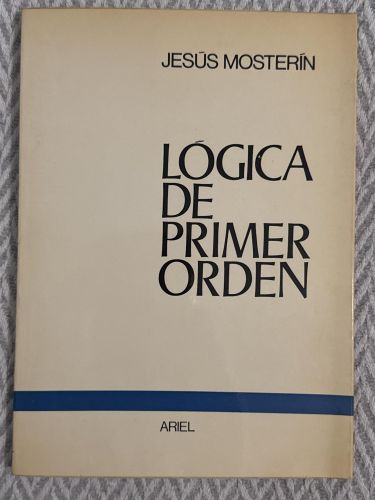 JESÚS MOSTERÍN
LÓGICA
DE
PRIMER
ORDEN
ARIEL